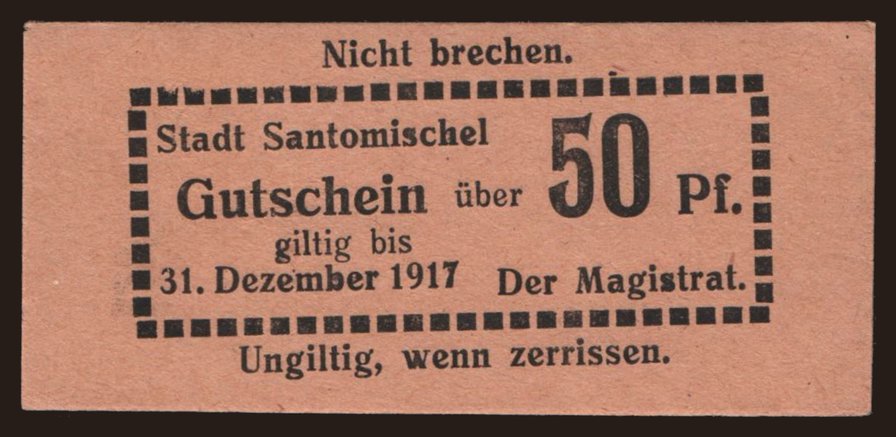 Nicht brechen.
Stadt Santomischel
Gutschein über 50 Pf.
giltig bis
31. Dezember 1917 Der Magistrat.
Ungiltig, wenn zerrissen.